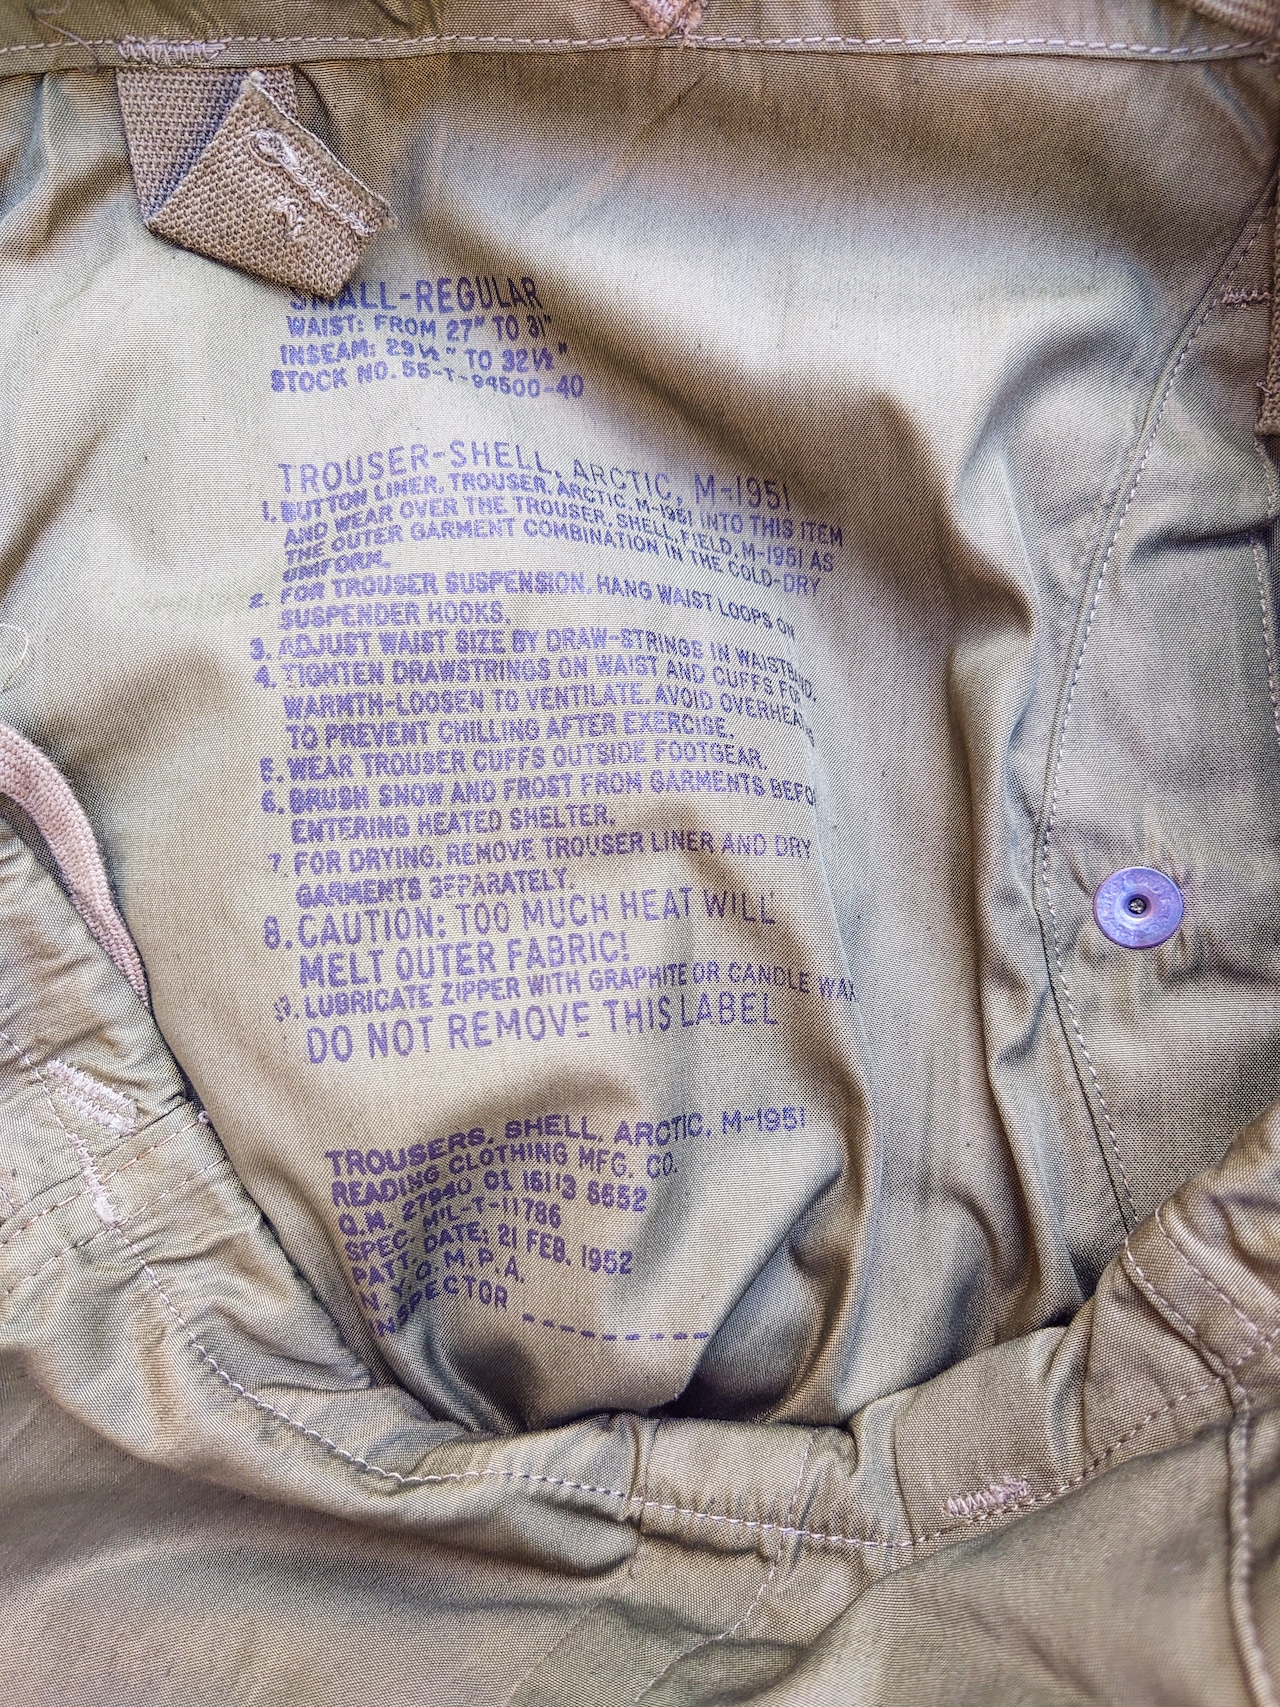 SMALL-REGULAR
WAIST: FROM 27" TO 31"
INSEAM: 29½" TO 32½"
STOCK NO. 55-T-94500-40
TROUSER-SHELL, ARCTIC, M-1951
1. BUTTON LINER, TROUSER, ARCTIC, M-1951 INTO THIS ITEM
AND WEAR OVER THE TROUSER, SHELL, FIELD, M-1951 AS
THE OUTER GARMENT COMBINATION IN THE COLD-DRY
UNIFORM.
2. FOR TROUSER SUSPENSION, HANG WAIST LOOPS ON
SUSPENDER HOOKS.
3. ADJUST WAIST SIZE BY DRAW-STRINGS IN WAISTBAND.
4. TIGHTEN DRAWSTRINGS ON WAIST AND CUFFS FOR
WARMTH-LOOSEN TO VENTILATE. AVOID OVERHEA
TO PREVENT CHILLING AFTER EXERCISE.
5. WEAR TROUSER CUFFS OUTSIDE FOOTGEAR.
6. BRUSH SNOW AND FROST FROM GARMENTS BEFO
ENTERING HEATED SHELTER.
7. FOR DRYING, REMOVE TROUSER LINER AND DRY
GARMENTS SEPARATELY.
8. CAUTION: TOO MUCH HEAT WILL
MELT OUTER FABRIC!
9. LUBRICATE ZIPPER WITH GRAPHITE OR CANDLE WAX
DO NOT REMOVE THIS LABEL
TROUSERS, SHELL, ARCTIC, M-1951
READING CLOTHING MFG. CO.
Q.M. 27940 OI 16113 5652
SPEC. MIL-T-11786
PATT. DATE: 21 FEB. 1952
N.Y.Q.M.P.A.
INSPECTOR